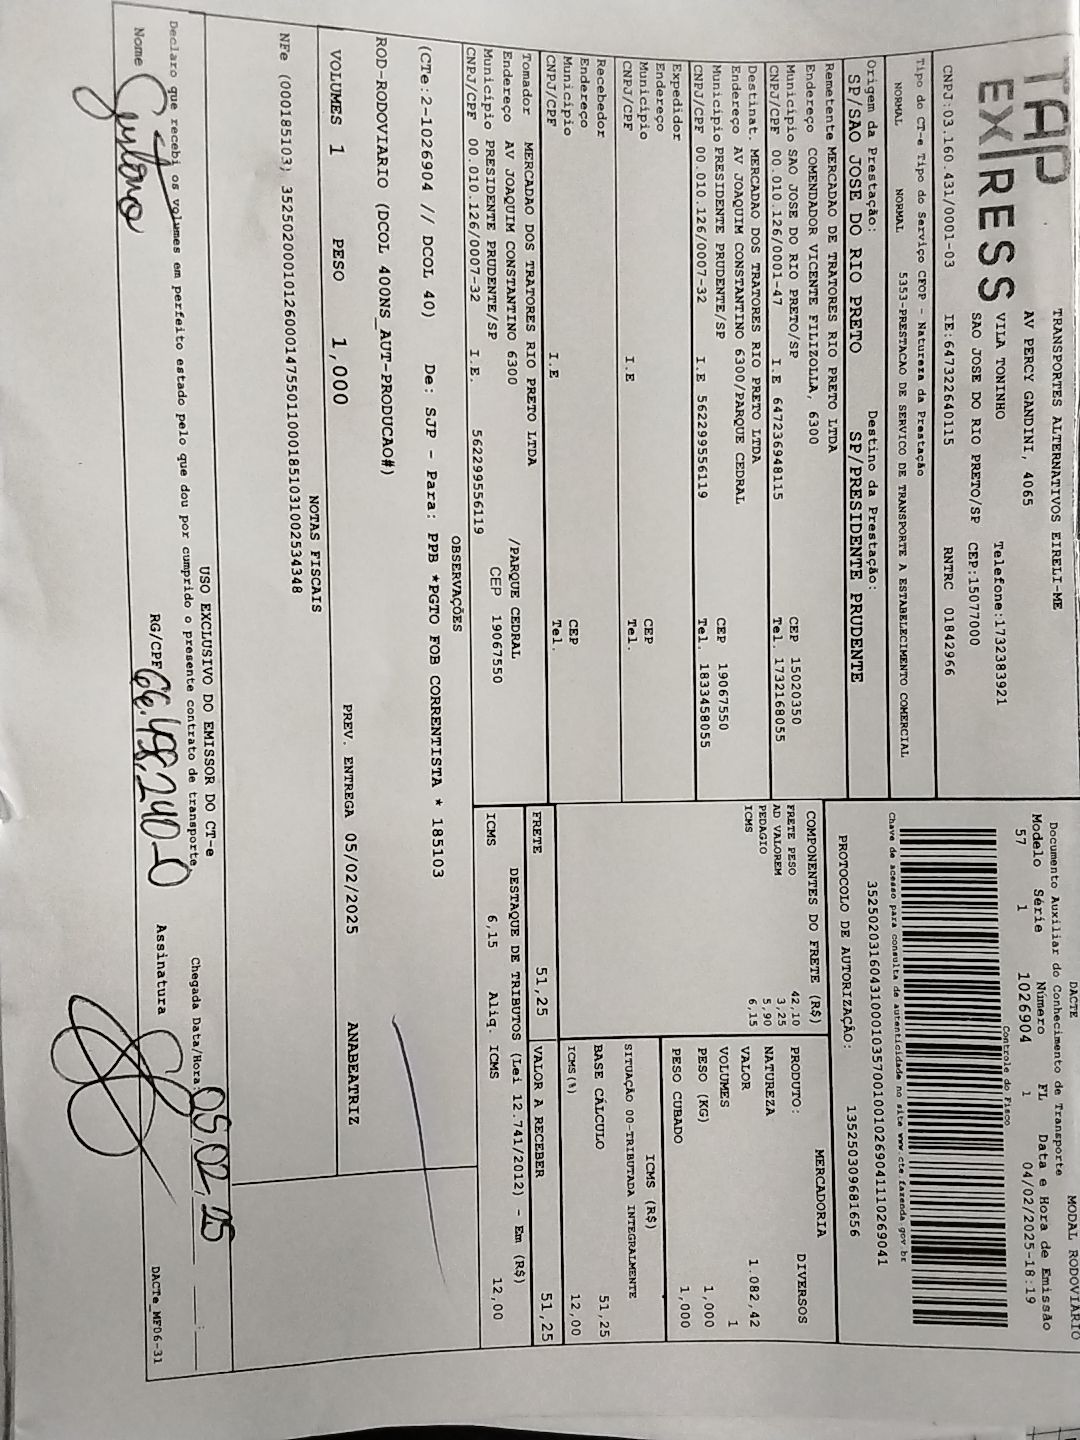 TAP EXPRESS
TRANSPORTES ALTERNATIVOS EIRELI-ME
AV PERCY GANDINI, 4065
VILA TONINHO Telefone:1732383921
SAO JOSE DO RIO PRETO/SP CEP:15077000
CNPJ:03.160.431/0001-03 IE:647322640115 RNTRC 01842966
Tipo do CT-e Tipo do Serviço CFOP - Natureza da Prestação
NORMAL NORMAL 5353-PRESTACAO DE SERVICO DE TRANSPORTE A ESTABELECIMENTO COMERCIAL
Origem da Prestação: Destino da Prestação:
SP/SAO JOSE DO RIO PRETO SP/PRESIDENTE PRUDENTE
Remetente MERCADAO DE TRATORES RIO PRETO LTDA
Endereço COMENDADOR VICENTE FILIZOLLA, 6300
Município SAO JOSE DO RIO PRETO/SP CEP 15020350
CNPJ/CPF 00.010.126/0001-47 I.E 647236948115 Tel. 1732168055
Destinat. MERCADAO DOS TRATORES RIO PRETO LTDA
Endereço AV JOAQUIM CONSTANTINO 6300/PARQUE CEDRAL
Município PRESIDENTE PRUDENTE/SP CEP 19067550
CNPJ/CPF 00.010.126/0007-32 I.E 562299556119 Tel. 1833458055
Expedidor
Endereço
Município CEP
CNPJ/CPF I.E Tel.
Recebedor
Endereço
Município CEP
CNPJ/CPF I.E Tel.
Tomador MERCADAO DOS TRATORES RIO PRETO LTDA
Endereço AV JOAQUIM CONSTANTINO 6300 /PARQUE CEDRAL
Município PRESIDENTE PRUDENTE/SP CEP 19067550
CNPJ/CPF 00.010.126/0007-32 I.E. 562299556119
DACTE MODAL RODOVIARIO
Documento Auxiliar do Conhecimento de Transporte
Modelo Série Número FL Data e Hora de Emissão
57 1 1026904 1 04/02/2025-18:19
Controle do Fisco
Chave de acesso para consulta de autenticidade no site www.cte.fazenda.gov.br
35250203160431000103570010010269041110269041
PROTOCOLO DE AUTORIZAÇÃO: 135250309681656
COMPONENTES DO FRETE (R$)
FRETE PESO 42,10
AD VALOREM 3,25
PEDAGIO 5,90
ICMS 6,15
MERCADORIA
PRODUTO: DIVERSOS
NATUREZA
VALOR 1.082,42
VOLUMES 1
PESO (KG) 1,000
PESO CUBADO 1,000
ICMS (R$)
SITUAÇÃO 00-TRIBUTADA INTEGRALMENTE
BASE CÁLCULO 51,25
ICMS(%) 12,00
FRETE 51,25 VALOR A RECEBER 51,25
DESTAQUE DE TRIBUTOS (Lei 12.741/2012) - Em (R$)
ICMS 6,15 Aliq. ICMS 12,00
OBSERVAÇÕES
(CTe:2-1026904 // DCOL 40) De: SJP - Para: PPB *PGTO FOB CORRENTISTA * 185103
ROD-RODOVIARIO (DCOL 400NS_AUT-PRODUCAO#)
VOLUMES 1 PESO 1,000 PREV. ENTREGA 05/02/2025 ANABEATRIZ
NOTAS FISCAIS
NFe (000185103) 35250200010126000147550110001851031002534348
USO EXCLUSIVO DO EMISSOR DO CT-e
Declaro que recebi os volumes em perfeito estado pelo que dou por cumprido o presente contrato de transporte. Chegada Data/Hora: 05,02,25
Nome RG/CPF 66.498.240-0 Assinatura
DACTe_MF06-31